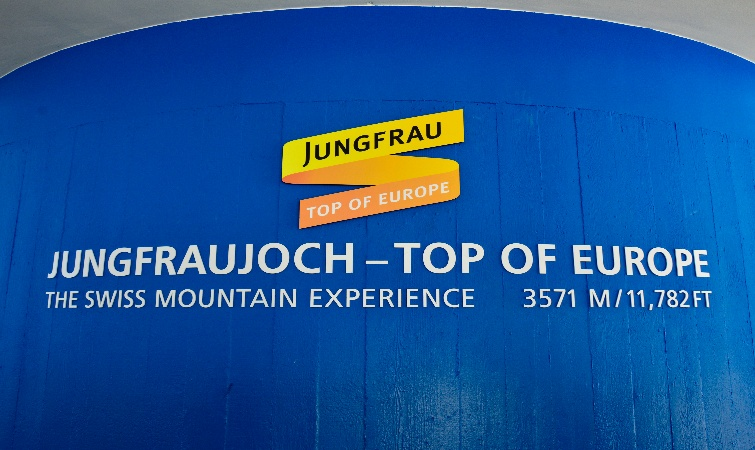 JUNGFRAU
TOP OF EUROPE
JUNGFRAUJOCH – TOP OF EUROPE
THE SWISS MOUNTAIN EXPERIENCE 3571 M/11,782 FT